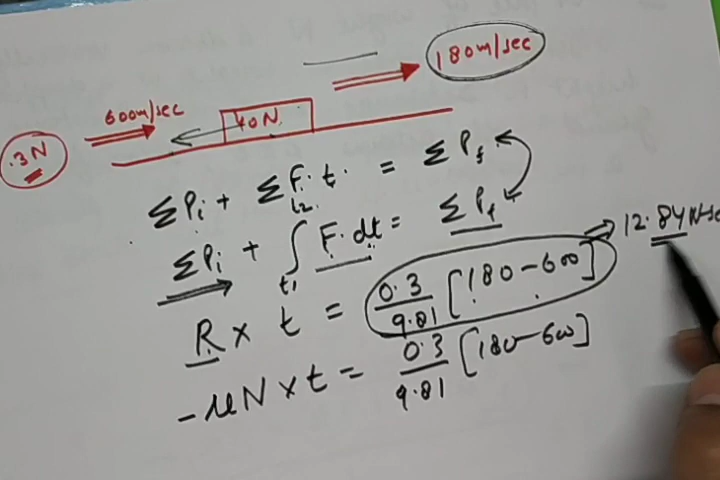 180m/sec
600m/sec
.3N
40N.
ΣPi + ΣF.t. = ΣPf
ΣPi + ∫t1 t2 F.dt = ΣPf
R × t = 0.3/9.81 [180-600] ⇒ 12.84 N-sec
-μN × t = 0.3/9.81 [180-600]